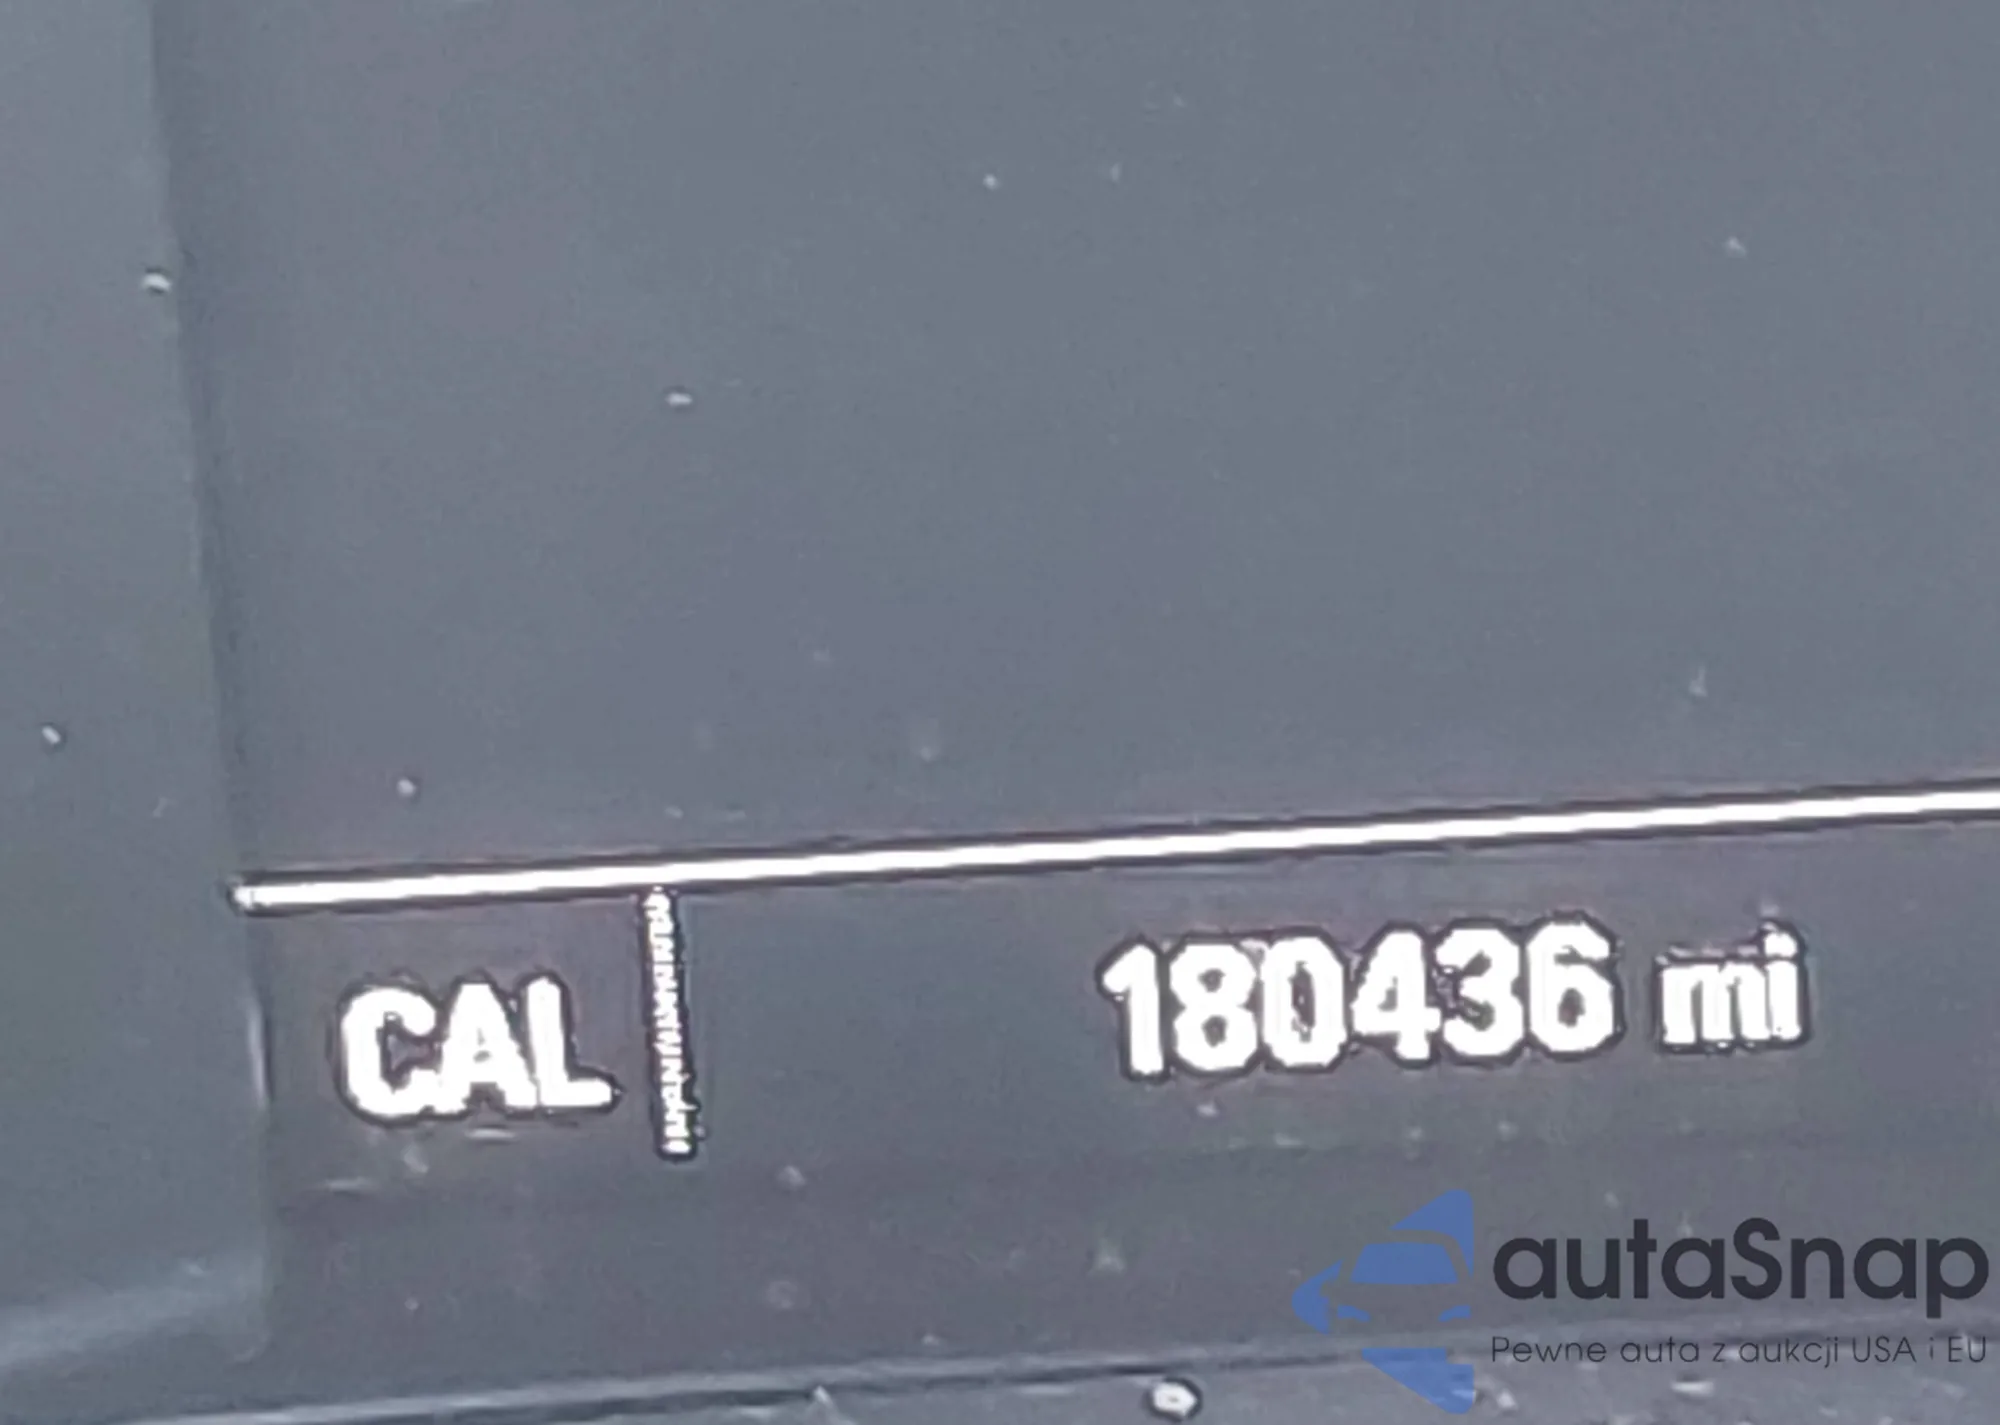 CAL 180436 mi
autaSnap
Pewne auta z aukcji USA i EU